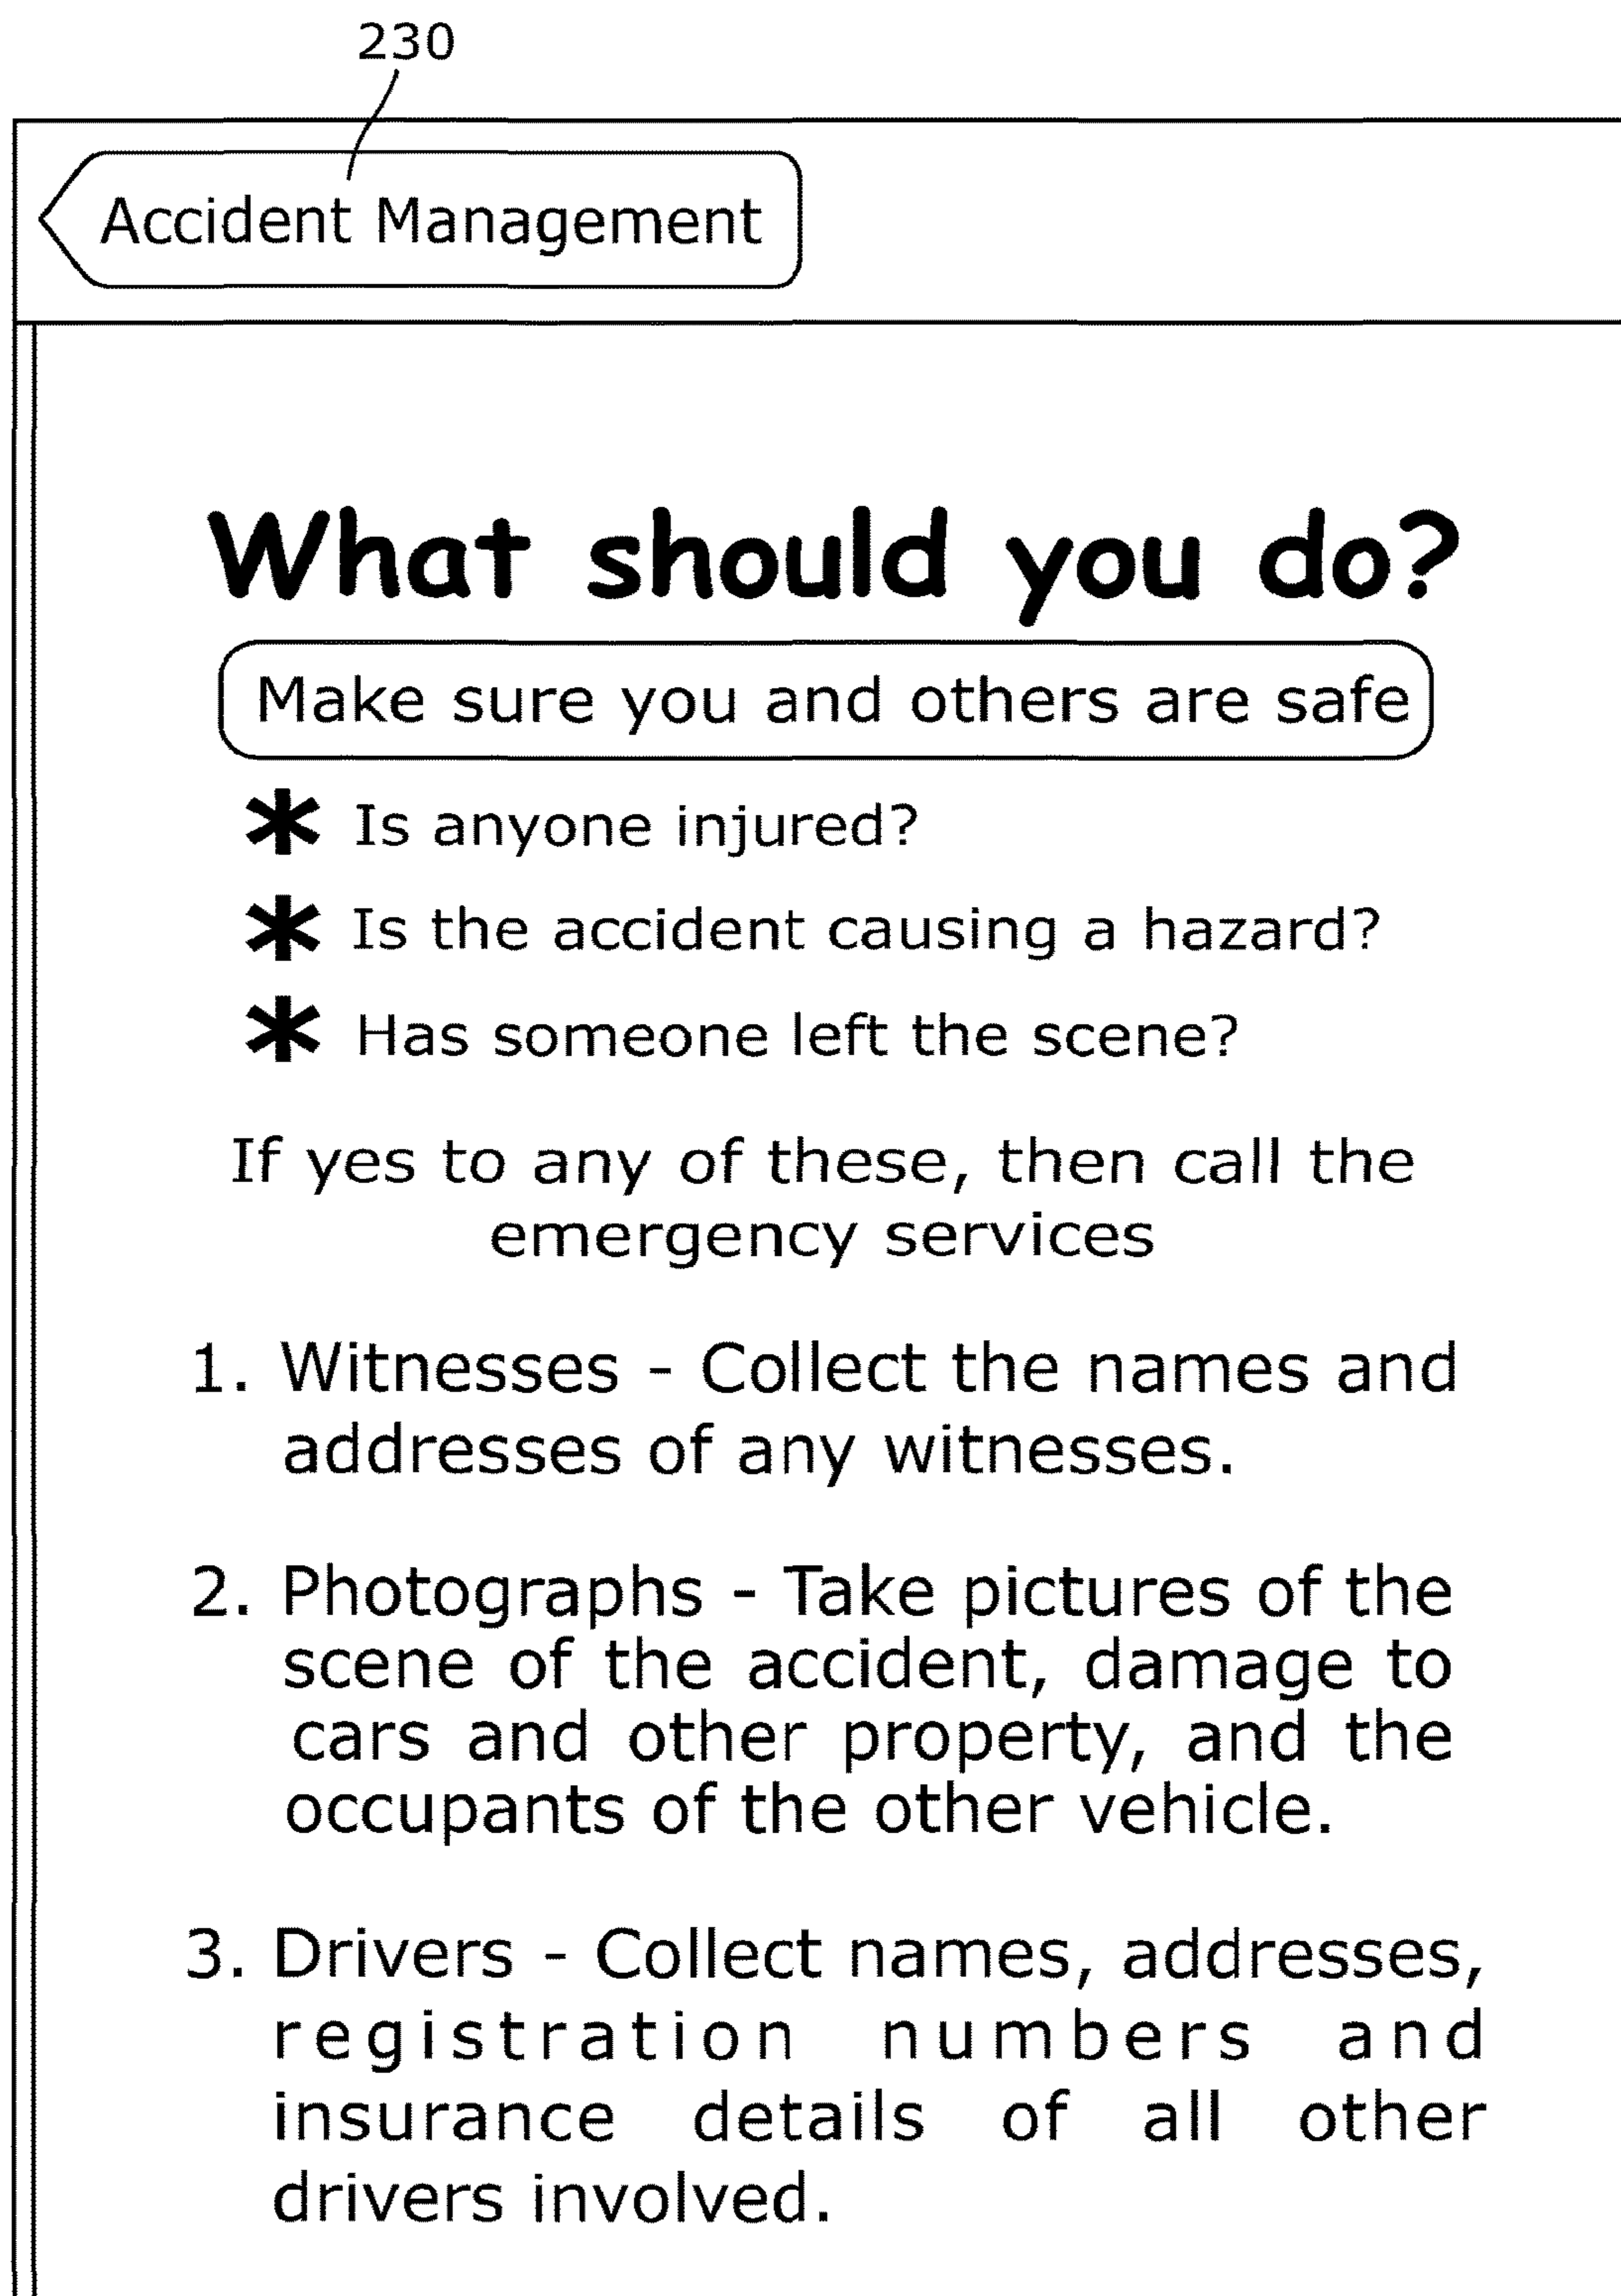 230
Accident Management
What should you do?
Make sure you and others are safe
* Is anyone injured?
* Is the accident causing a hazard?
* Has someone left the scene?
If yes to any of these, then call the
emergency services
1. Witnesses - Collect the names and
addresses of any witnesses.
2. Photographs - Take pictures of the
scene of the accident, damage to
cars and other property, and the
occupants of the other vehicle.
3. Drivers - Collect names, addresses,
registration numbers and
insurance details of all other
drivers involved.